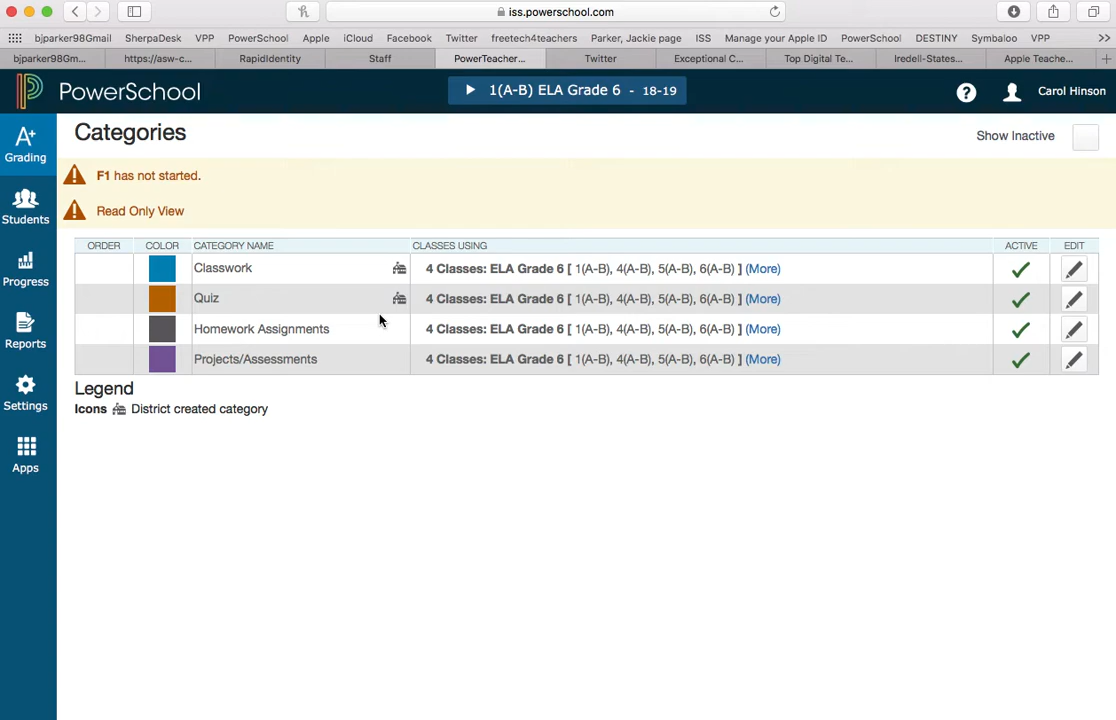 iss.powerschool.com
bjparker98Gmail SherpaDesk VPP PowerSchool Apple iCloud Facebook Twitter freetech4teachers Parker, Jackie page ISS Manage your Apple ID PowerSchool DESTINY Symbaloo VPP
bjparker98Gm... https://asw-c... RapidIdentity Staff PowerTeacher... Twitter Exceptional C... Top Digital Te... Iredell-States... Apple Teache...
PowerSchool 1(A-B) ELA Grade 6 - 18-19 ? Carol Hinson
A+
Grading
Students
Progress
Reports
Settings
Apps
Categories Show Inactive
F1 has not started.
Read Only View
ORDER COLOR CATEGORY NAME CLASSES USING ACTIVE EDIT
Classwork 4 Classes: ELA Grade 6 [ 1(A-B), 4(A-B), 5(A-B), 6(A-B) ] (More)
Quiz 4 Classes: ELA Grade 6 [ 1(A-B), 4(A-B), 5(A-B), 6(A-B) ] (More)
Homework Assignments 4 Classes: ELA Grade 6 [ 1(A-B), 4(A-B), 5(A-B), 6(A-B) ] (More)
Projects/Assessments 4 Classes: ELA Grade 6 [ 1(A-B), 4(A-B), 5(A-B), 6(A-B) ] (More)
Legend
Icons District created category